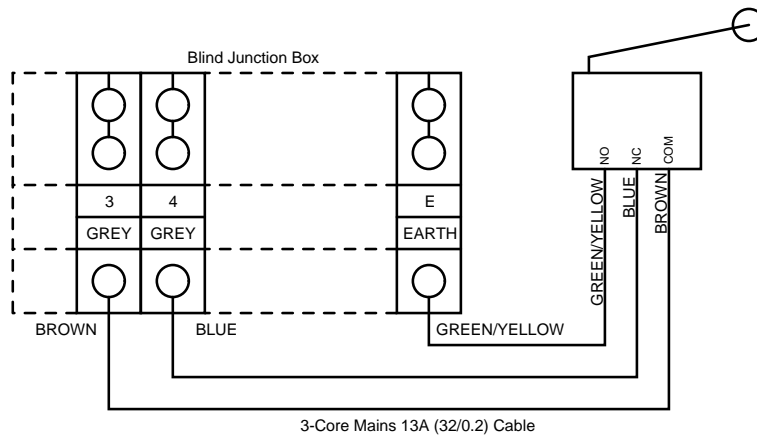 Blind Junction Box
NO
NC
COM
3
4
E
GREY
GREY
EARTH
GREEN/YELLOW
BLUE
BROWN
BROWN
BLUE
GREEN/YELLOW
3-Core Mains 13A (32/0.2) Cable